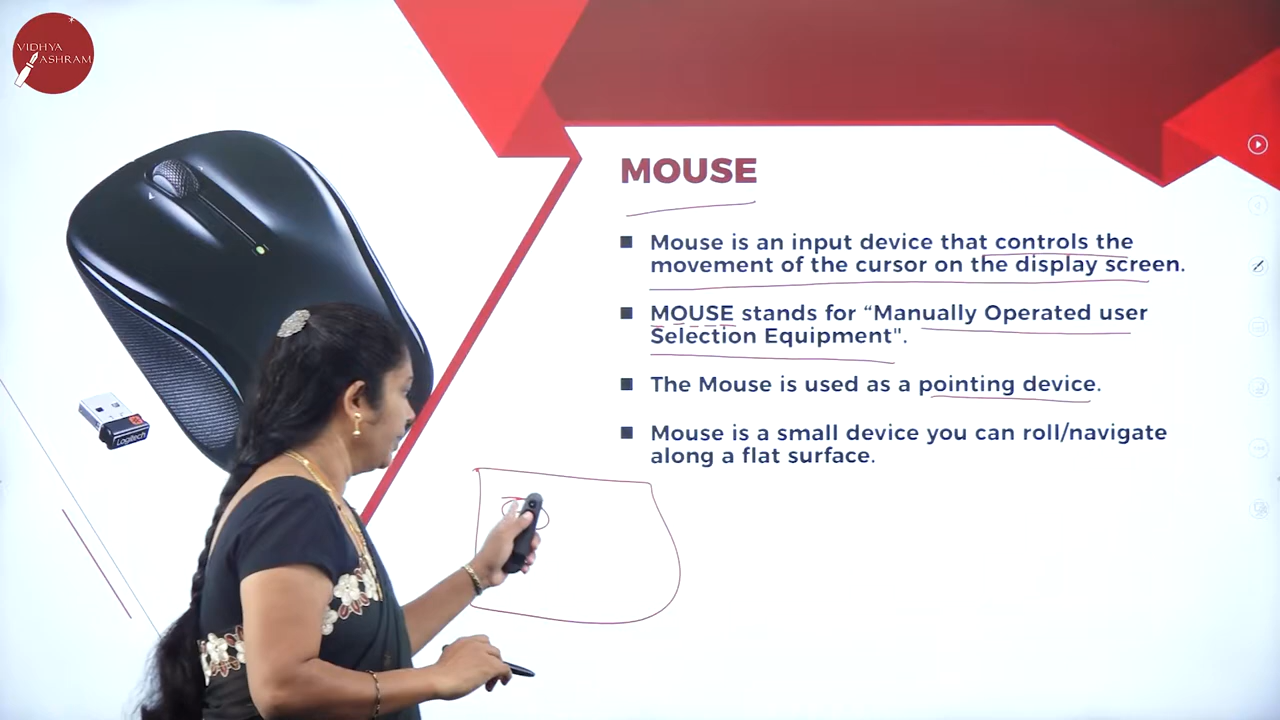 VIDHYA
ASHRAM
MOUSE
■ Mouse is an input device that controls the
movement of the cursor on the display screen.
■ MOUSE stands for “Manually Operated user
Selection Equipment".
■ The Mouse is used as a pointing device.
■ Mouse is a small device you can roll/navigate
along a flat surface.
Logitech